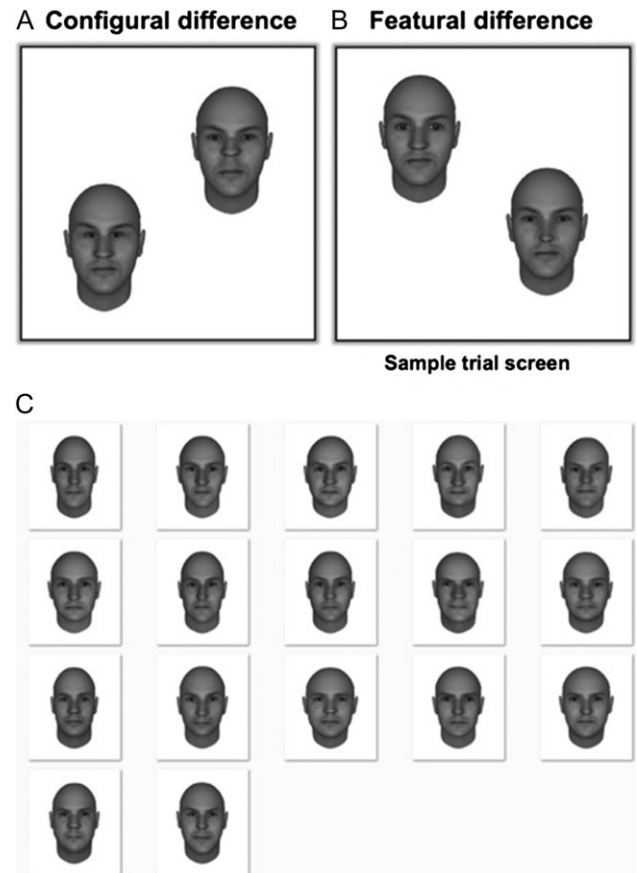 A Configural difference
B Featural difference
Sample trial screen
C